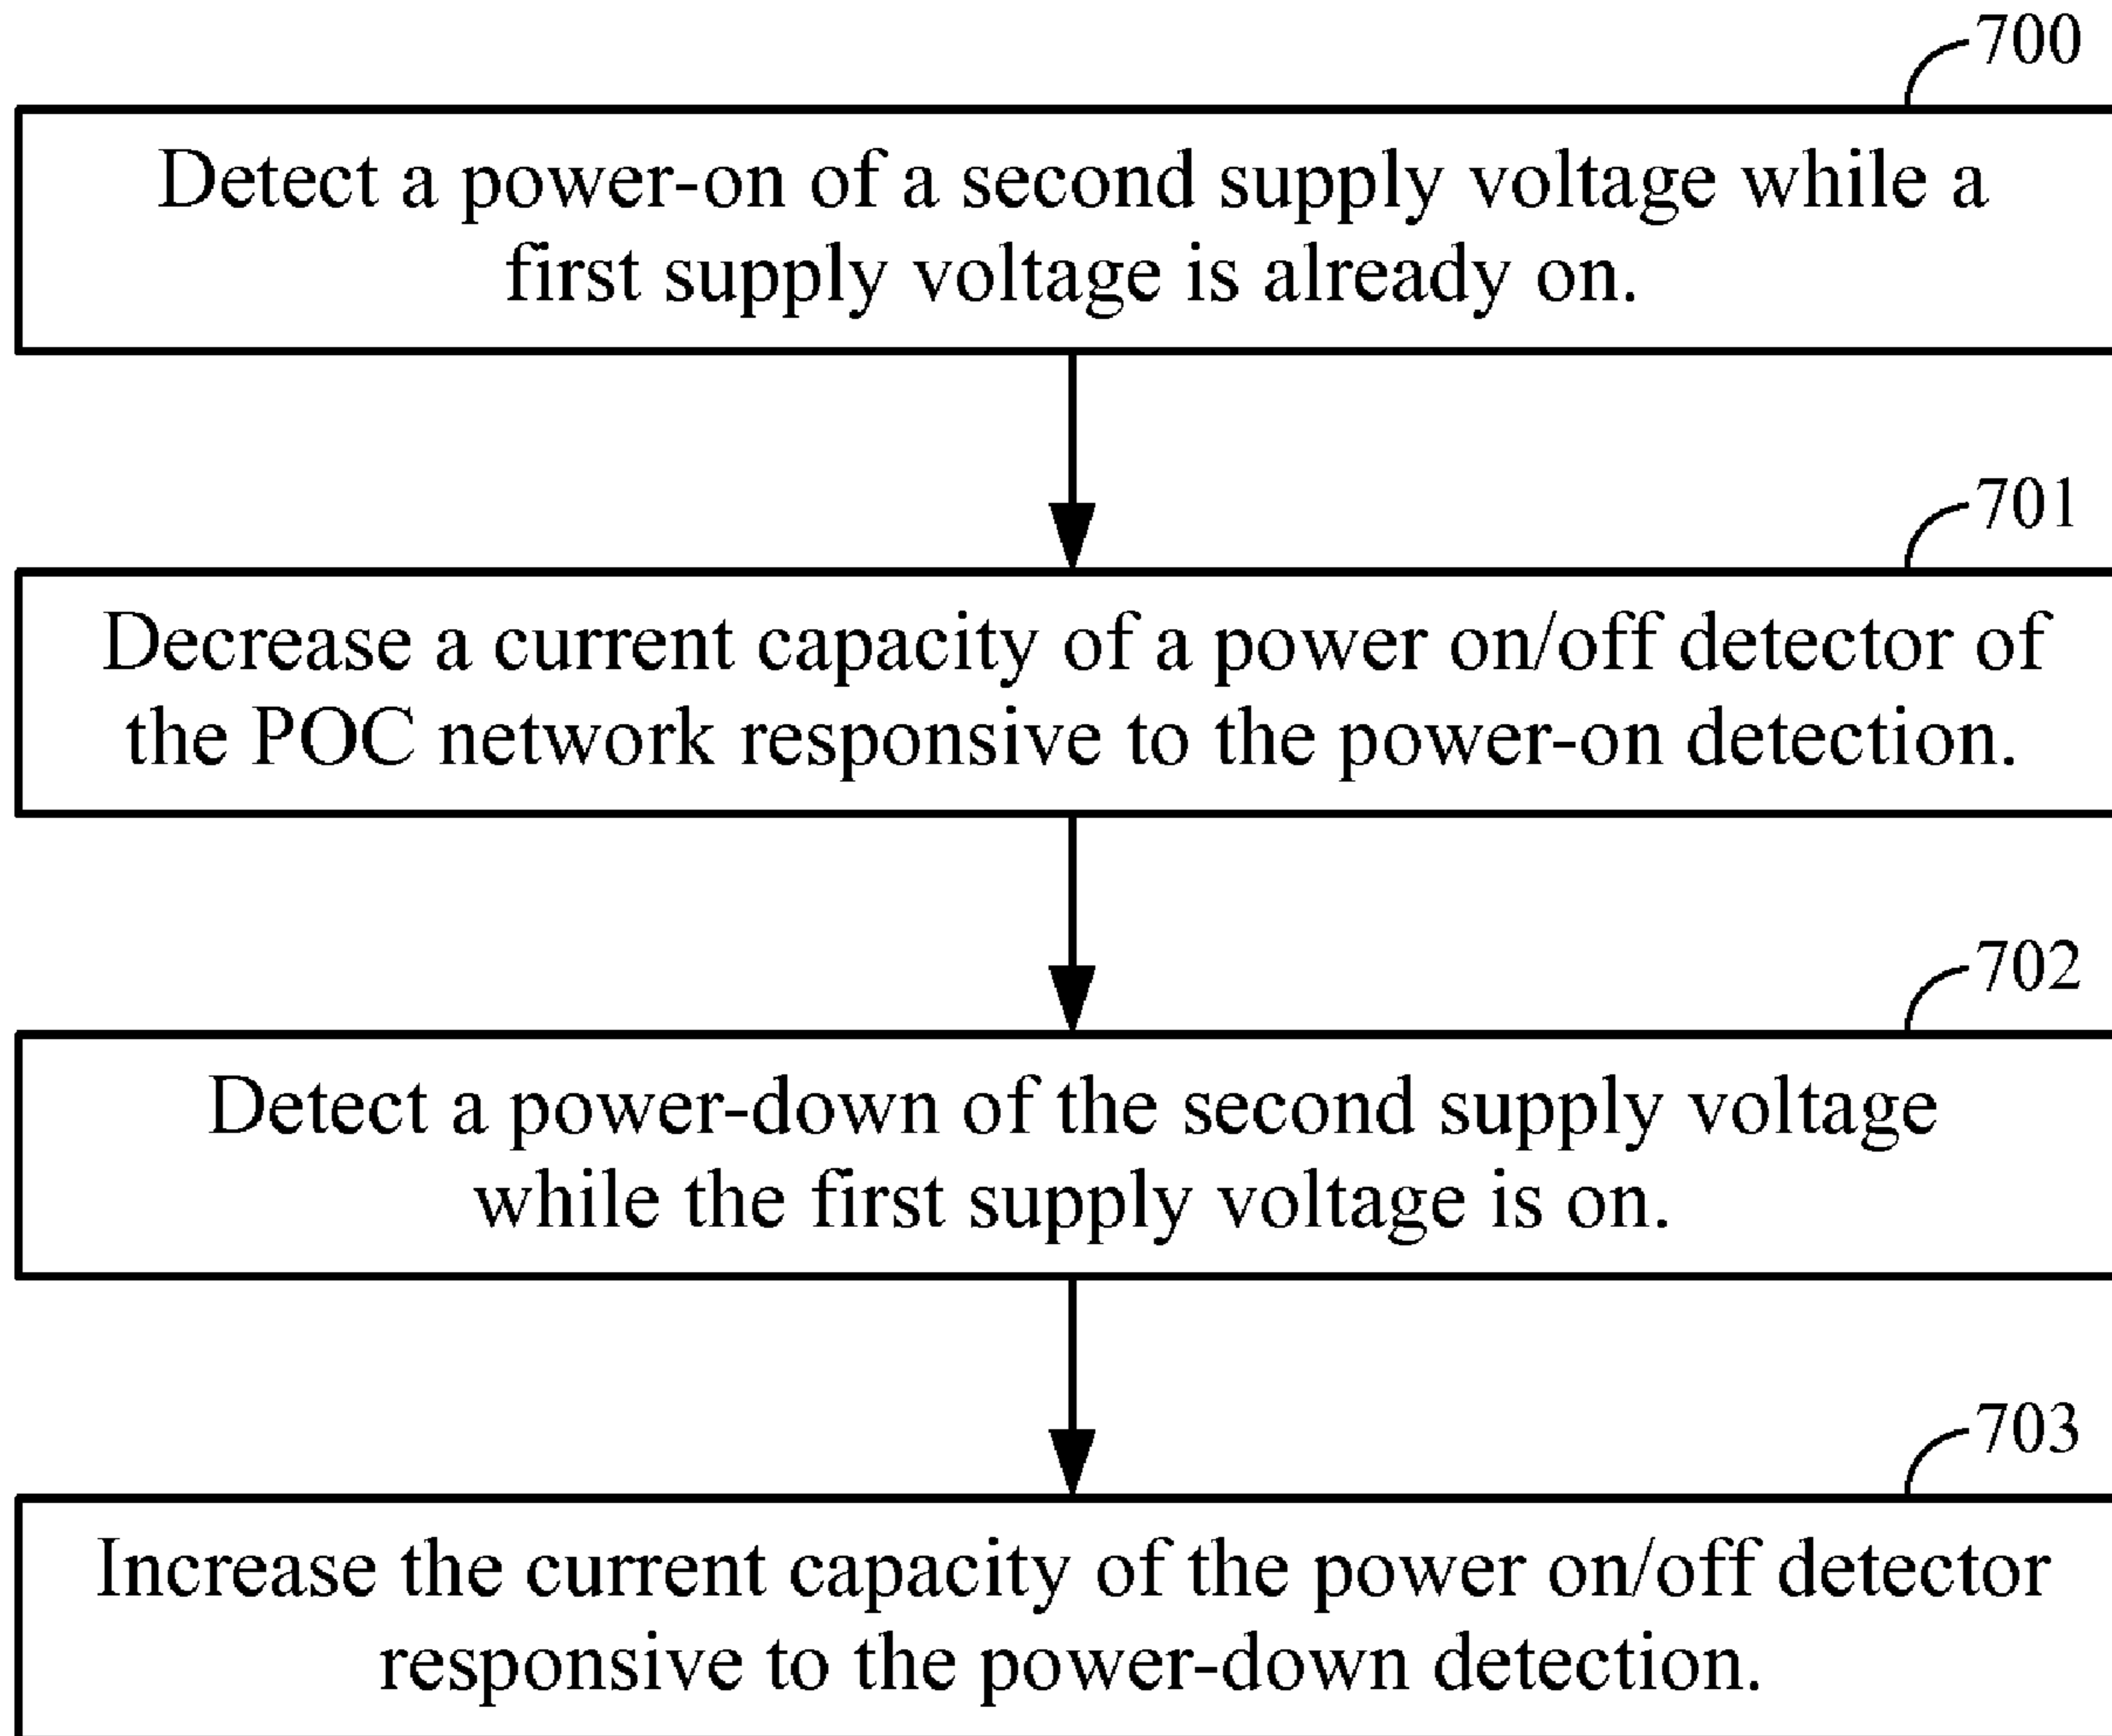 700
Detect a power-on of a second supply voltage while a
first supply voltage is already on.
701
Decrease a current capacity of a power on/off detector of
the POC network responsive to the power-on detection.
702
Detect a power-down of the second supply voltage
while the first supply voltage is on.
703
Increase the current capacity of the power on/off detector
responsive to the power-down detection.